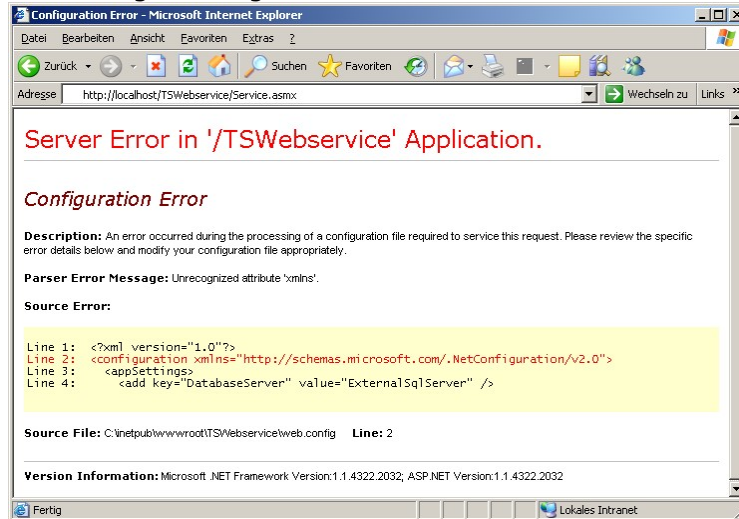 Configuration Error - Microsoft Internet Explorer
Datei Bearbeiten Ansicht Favoriten Extras ?
Zurück Suchen Favoriten
Adresse http://localhost/TSWebservice/Service.asmx Wechseln zu Links »
Server Error in '/TSWebservice' Application.
Configuration Error
Description: An error occurred during the processing of a configuration file required to service this request. Please review the specific
error details below and modify your configuration file appropriately.
Parser Error Message: Unrecognized attribute 'xmlns'.
Source Error:
Line 1: <?xml version="1.0"?>
Line 2: <configuration xmlns="http://schemas.microsoft.com/.NetConfiguration/v2.0">
Line 3: <appSettings>
Line 4: <add key="DatabaseServer" value="ExternalSqlServer" />
Source File: C:\inetpub\wwwroot\TSWebservice\web.config Line: 2
Version Information: Microsoft .NET Framework Version:1.1.4322.2032; ASP.NET Version:1.1.4322.2032
Fertig Lokales Intranet